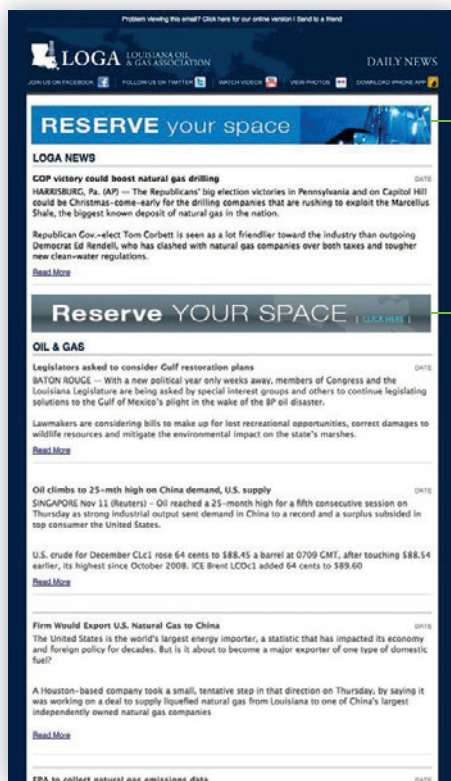 Problem viewing this email? Click here for our online version | Send to a friend
LOGA LOUISIANA OIL
& GAS ASSOCIATION
DAILY NEWS
JOIN US ON FACEBOOK
FOLLOW US ON TWITTER
WATCH VIDEOS
VIEW PHOTOS
DOWNLOAD IPHONE APP
RESERVE your space
LOGA NEWS
GOP victory could boost natural gas drilling DATE
HARRISBURG, Pa. (AP) — The Republicans' big election victories in Pennsylvania and on Capitol Hill
could be Christmas-come-early for the drilling companies that are rushing to exploit the Marcellus
Shale, the biggest known deposit of natural gas in the nation.
Republican Gov.-elect Tom Corbett is seen as a lot friendlier toward the industry than outgoing
Democrat Ed Rendell, who has clashed with natural gas companies over both taxes and tougher
new clean-water regulations.
Read More
Reserve YOUR SPACE [ CLICK HERE ]
OIL & GAS
Legislators asked to consider Gulf restoration plans DATE
BATON ROUGE — With a new political year only weeks away, members of Congress and the
Louisiana Legislature are being asked by special interest groups and others to continue legislating
solutions to the Gulf of Mexico's plight in the wake of the BP oil disaster.
Lawmakers are considering bills to make up for lost recreational opportunities, correct damages to
wildlife resources and mitigate the environmental impact on the state's marshes.
Read More
Oil climbs to 25-mth high on China demand, U.S. supply DATE
SINGAPORE Nov 11 (Reuters) - Oil reached a 25-month high for a fifth consecutive session on
Thursday as strong industrial output sent demand in China to a record and a surplus subsided in
top consumer the United States.
U.S. crude for December CLc1 rose 64 cents to $88.45 a barrel at 0709 GMT, after touching $88.54
earlier, its highest since October 2008. ICE Brent LCOc1 added 64 cents to $89.60
Read More
Firm Would Export U.S. Natural Gas to China DATE
The United States is the world's largest energy importer, a statistic that has impacted its economy
and foreign policy for decades. But is it about to become a major exporter of one type of domestic
fuel?
A Houston-based company took a small, tentative step in that direction on Thursday, by saying it
was working on a deal to supply liquefied natural gas from Louisiana to one of China's largest
independently owned natural gas companies
Read More
EPA to collect natural gas emissions data DATE